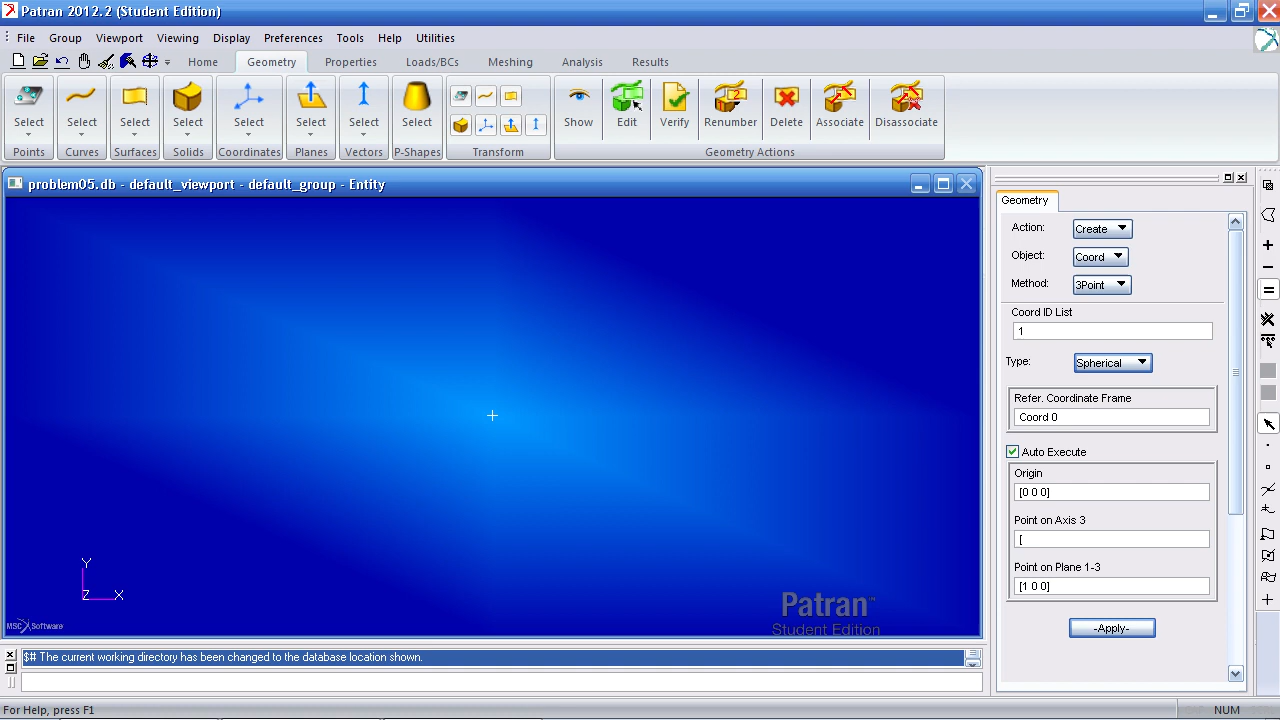 Patran 2012.2 (Student Edition)
File Group Viewport Viewing Display Preferences Tools Help Utilities
Home Geometry Properties Loads/BCs Meshing Analysis Results
Select Select Select Select Select Select Select Select Show Edit Verify Renumber Delete Associate Disassociate
Points Curves Surfaces Solids Coordinates Planes Vectors P-Shapes Transform Geometry Actions
problem05.db - default_viewport - default_group - Entity
Y
Z X
MSC Software
Patran™
Student Edition
$# The current working directory has been changed to the database location shown.
For Help, press F1
NUM
Geometry
Action: Create
Object: Coord
Method: 3Point
Coord ID List
1
Type: Spherical
Refer. Coordinate Frame
Coord 0
Auto Execute
Origin
[0 0 0]
Point on Axis 3
[
Point on Plane 1-3
[1 0 0]
-Apply-